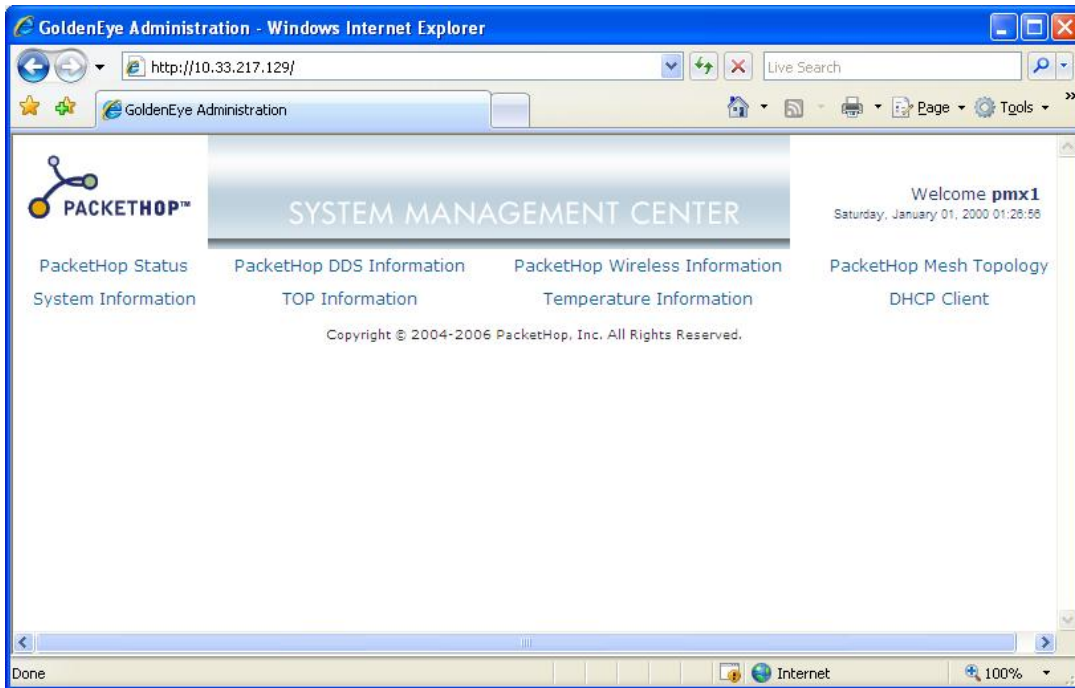 GoldenEye Administration - Windows Internet Explorer
http://10.33.217.129/
Live Search
GoldenEye Administration
Page
Tools
PACKETHOP™
SYSTEM MANAGEMENT CENTER
Welcome pmx1
Saturday, January 01, 2000 01:26:56
PacketHop Status PacketHop DDS Information PacketHop Wireless Information PacketHop Mesh Topology
System Information TOP Information Temperature Information DHCP Client
Copyright © 2004-2006 PacketHop, Inc. All Rights Reserved.
Done
Internet
100%